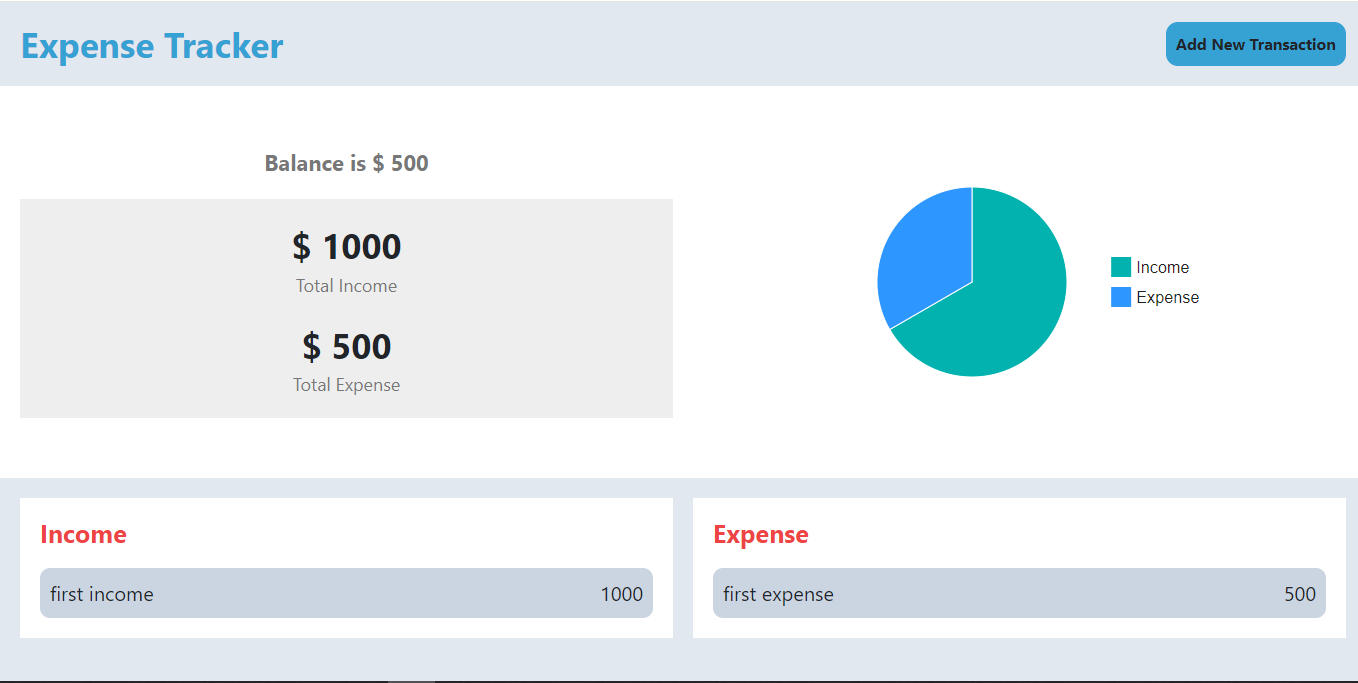 Expense Tracker
Add New Transaction
Balance is $ 500
$ 1000
Total Income
$ 500
Total Expense
Income
Expense
Income
first income 1000
Expense
first expense 500